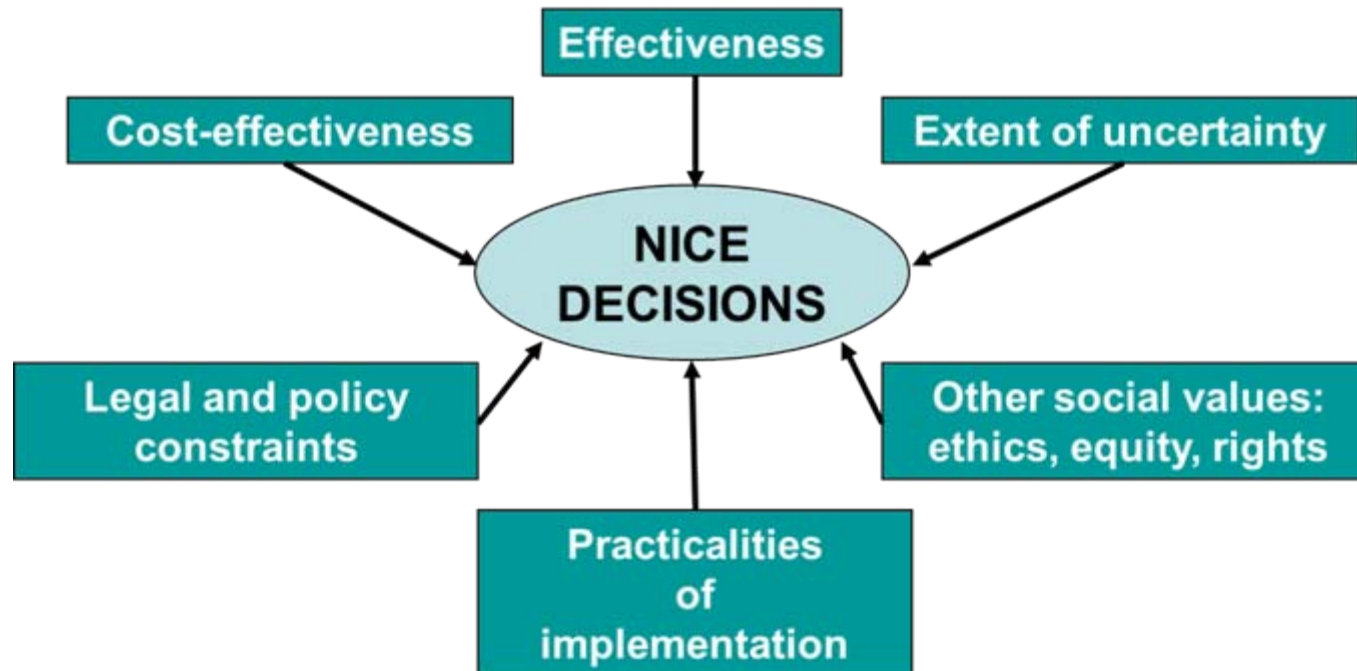 Effectiveness
Cost-effectiveness
Extent of uncertainty
NICE
DECISIONS
Legal and policy
constraints
Other social values:
ethics, equity, rights
Practicalities
of
implementation